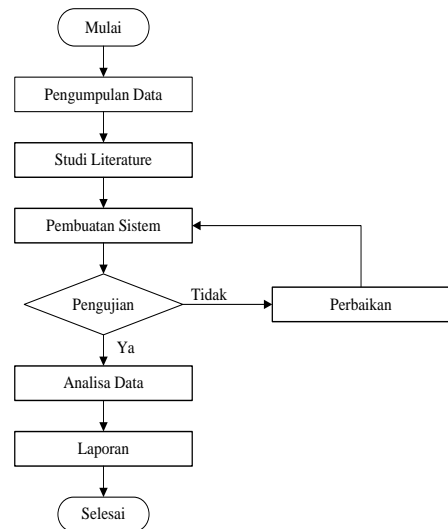 Mulai
Pengumpulan Data
Studi Literature
Pembuatan Sistem
Pengujian
Tidak
Perbaikan
Ya
Analisa Data
Laporan
Selesai